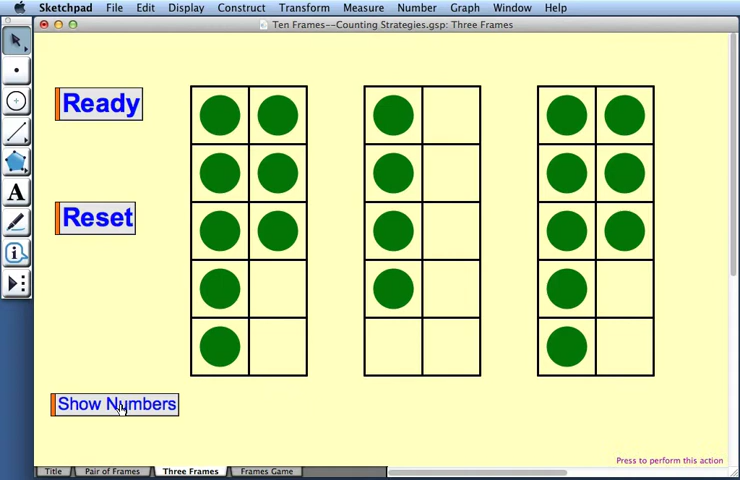 Sketchpad File Edit Display Construct Transform Measure Number Graph Window Help
Ten Frames--Counting Strategies.gsp: Three Frames
Ready
Reset
A
Show Numbers
Press to perform this action
Title Pair of Frames Three Frames Frames Game